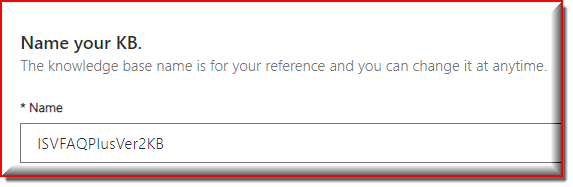 Name your KB.
The knowledge base name is for your reference and you can change it at anytime.
* Name
ISVFAQPlusVer2KB